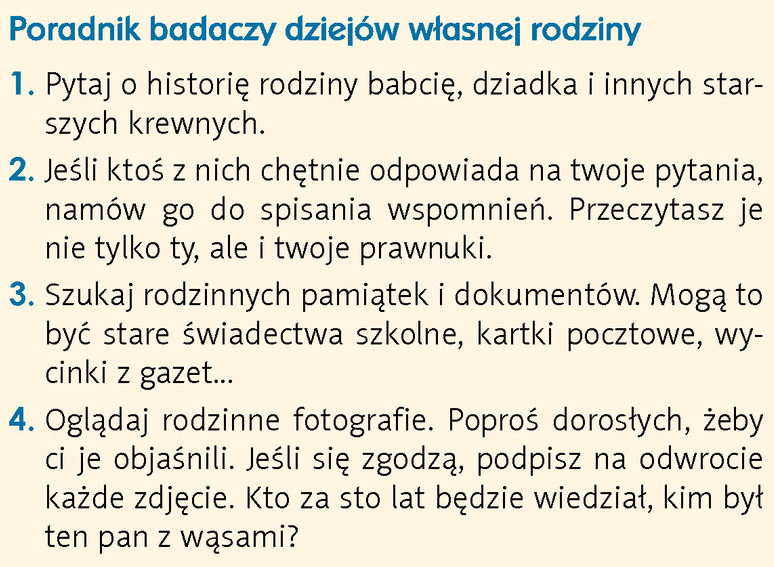 Poradnik badaczy dziejów własnej rodziny
1. Pytaj o historię rodziny babcię, dziadka i innych star-
szych krewnych.
2. Jeśli ktoś z nich chętnie odpowiada na twoje pytania,
namów go do spisania wspomnień. Przeczytasz je
nie tylko ty, ale i twoje prawnuki.
3. Szukaj rodzinnych pamiątek i dokumentów. Mogą to
być stare świadectwa szkolne, kartki pocztowe, wy-
cinki z gazet...
4. Oglądaj rodzinne fotografie. Poproś dorosłych, żeby
ci je objaśnili. Jeśli się zgodzą, podpisz na odwrocie
każde zdjęcie. Kto za sto lat będzie wiedział, kim był
ten pan z wąsami?